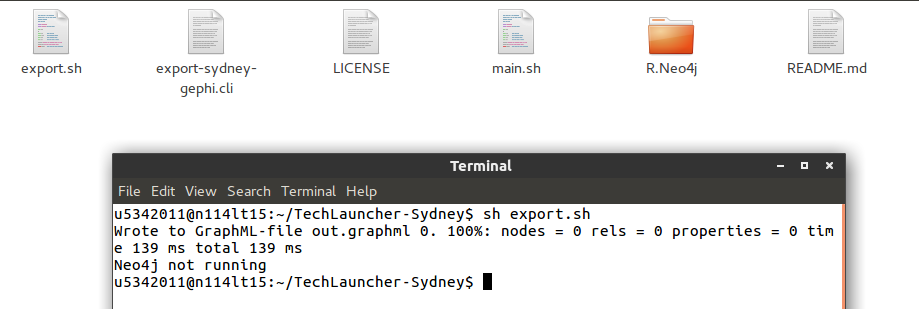 export.sh
export-sydney-
gephi.cli
LICENSE
main.sh
R.Neo4j
README.md
Terminal
File Edit View Search Terminal Help
u5342011@n114lt15:~/TechLauncher-Sydney$ sh export.sh
Wrote to GraphML-file out.graphml 0. 100%: nodes = 0 rels = 0 properties = 0 tim
e 139 ms total 139 ms
Neo4j not running
u5342011@n114lt15:~/TechLauncher-Sydney$